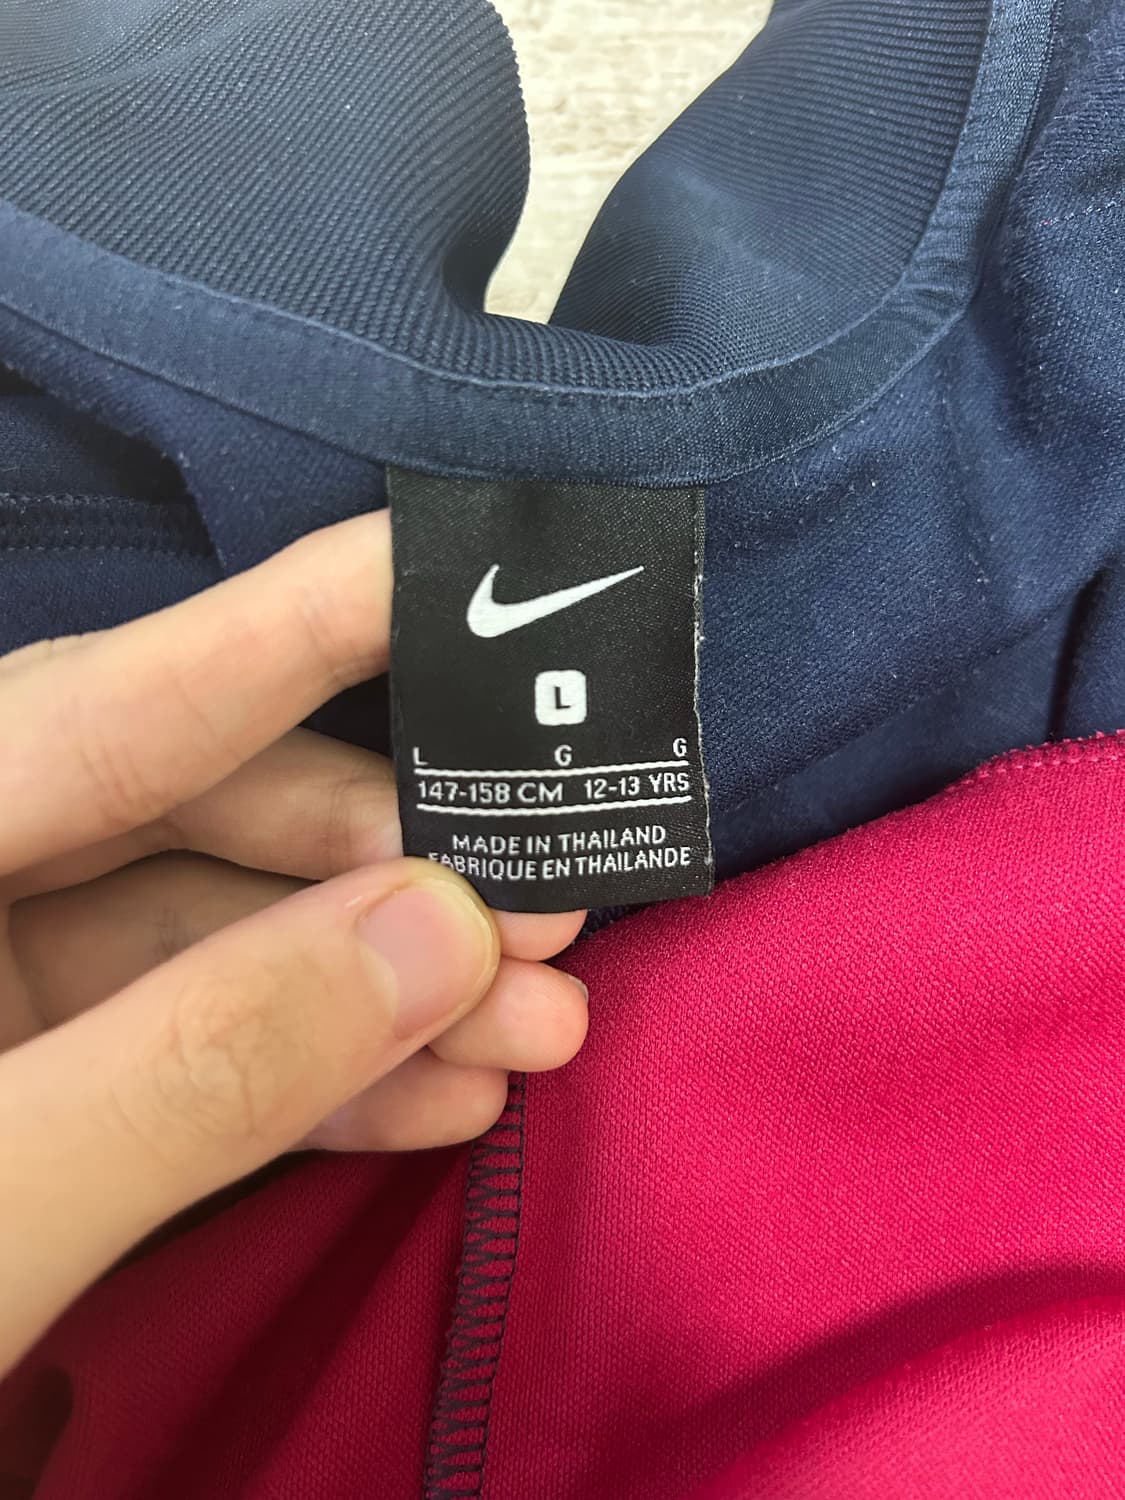 L
L G G
147-158 CM 12-13 YRS
MADE IN THAILAND
FABRIQUE EN THAILANDE